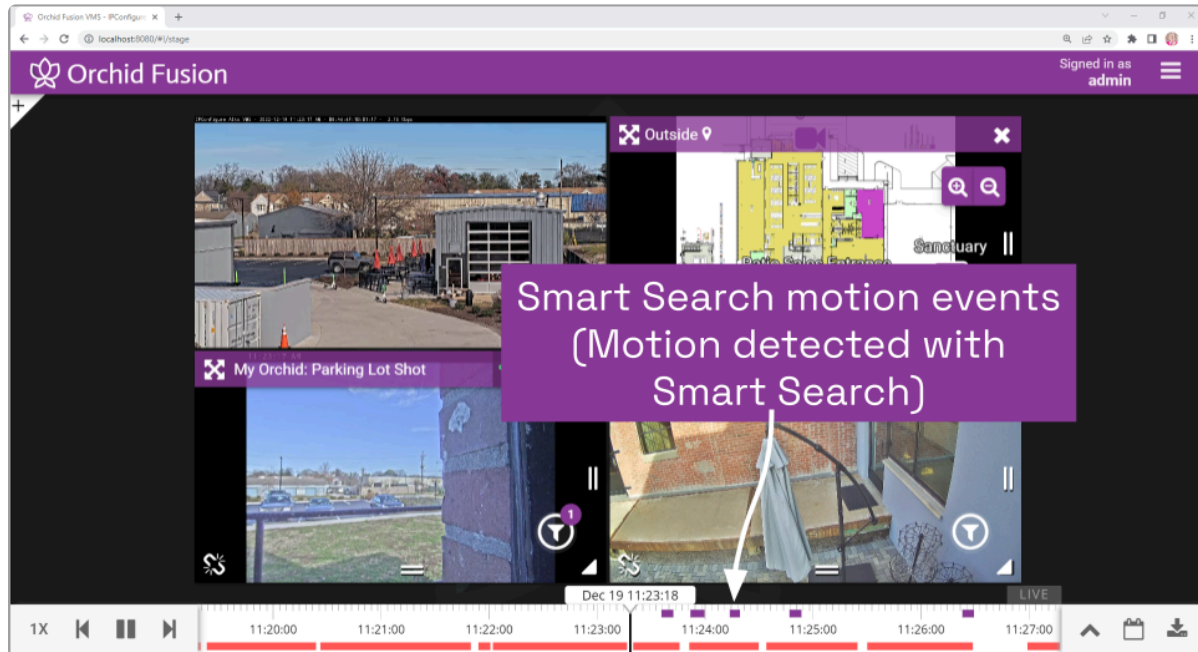 Orchid Fusion VMS - IPConfigure
localhost:8080/#!/stage
Orchid Fusion
Signed in as
admin
Outside
Sanctuary
Patio Sales Entrance
Smart Search motion events
(Motion detected with
Smart Search)
My Orchid: Parking Lot Shot
1
Dec 19 11:23:18
LIVE
1X
11:20:00
11:21:00
11:22:00
11:23:00
11:24:00
11:25:00
11:26:00
11:27:00